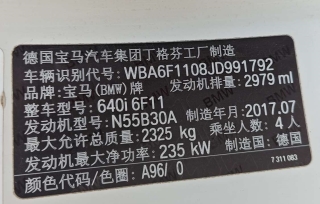 德国宝马汽车集团丁格芬工厂制造
车辆识别代号: WBA6F1108JD991792
品牌: 宝马(BMW)牌 发动机排量: 2979 ml
型号: 640i 6F11
发动机型号: N55B30A 制造年月: 2017.07
最大允许总质量: 2325 kg 乘坐人数: 4 人
发动机最大净功率: 235 kW 制造国: 德国
颜色代码/色圈: A96/ 0 7 311 063